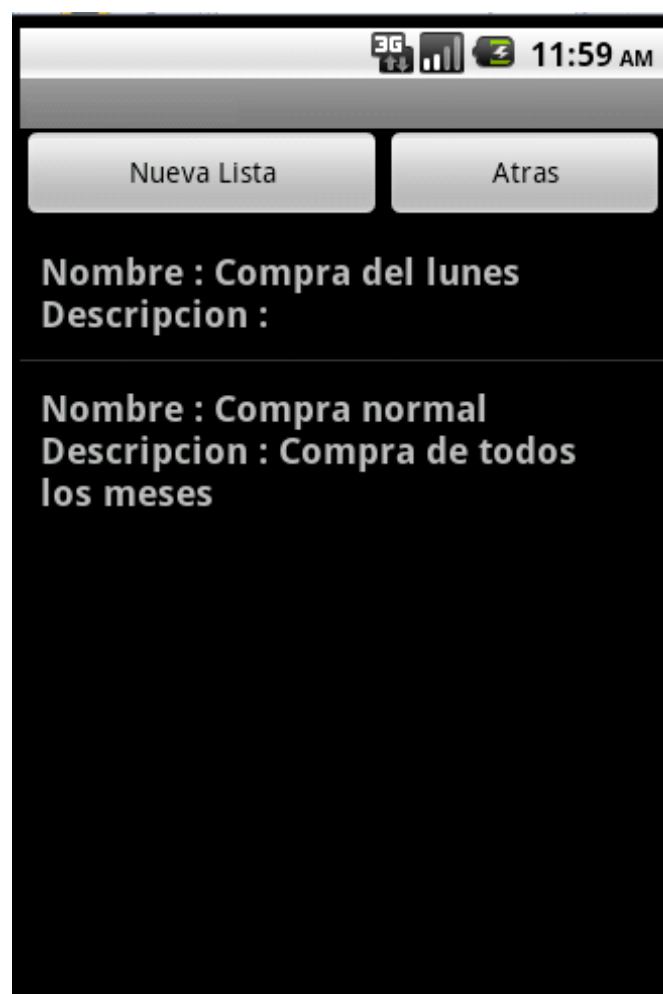 3G 11:59 AM
Nueva Lista Atras
Nombre : Compra del lunes
Descripcion :
Nombre : Compra normal
Descripcion : Compra de todos
los meses